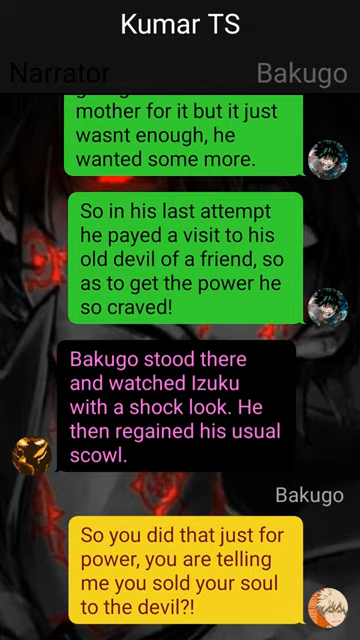 Kumar TS
Narrator
Bakugo
mother for it but it just
wasnt enough, he
wanted some more.
So in his last attempt
he payed a visit to his
old devil of a friend, so
as to get the power he
so craved!
Bakugo stood there
and watched Izuku
with a shock look. He
then regained his usual
scowl.
Bakugo
So you did that just for
power, you are telling
me you sold your soul
to the devil?!